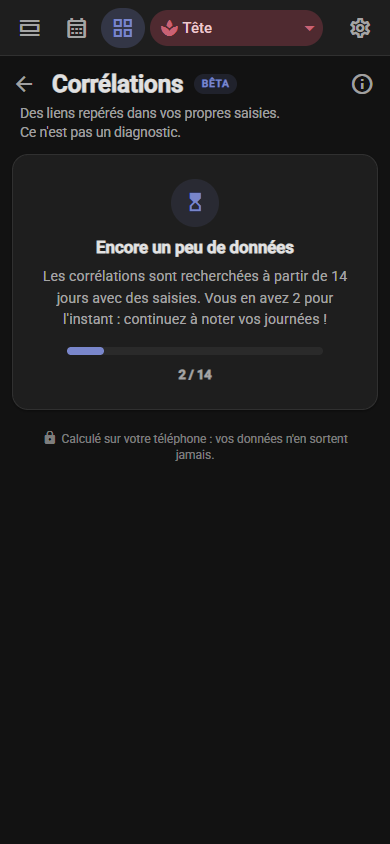 Tête
Corrélations BÊTA
Des liens repérés dans vos propres saisies.
Ce n'est pas un diagnostic.
Encore un peu de données
Les corrélations sont recherchées à partir de 14
jours avec des saisies. Vous en avez 2 pour
l'instant : continuez à noter vos journées !
2 / 14
Calculé sur votre téléphone : vos données n'en sortent
jamais.